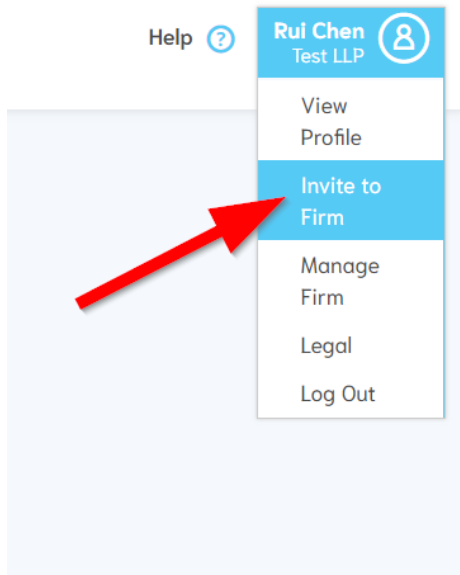 Help ?
Rui Chen
Test LLP
View
Profile
Invite to
Firm
Manage
Firm
Legal
Log Out